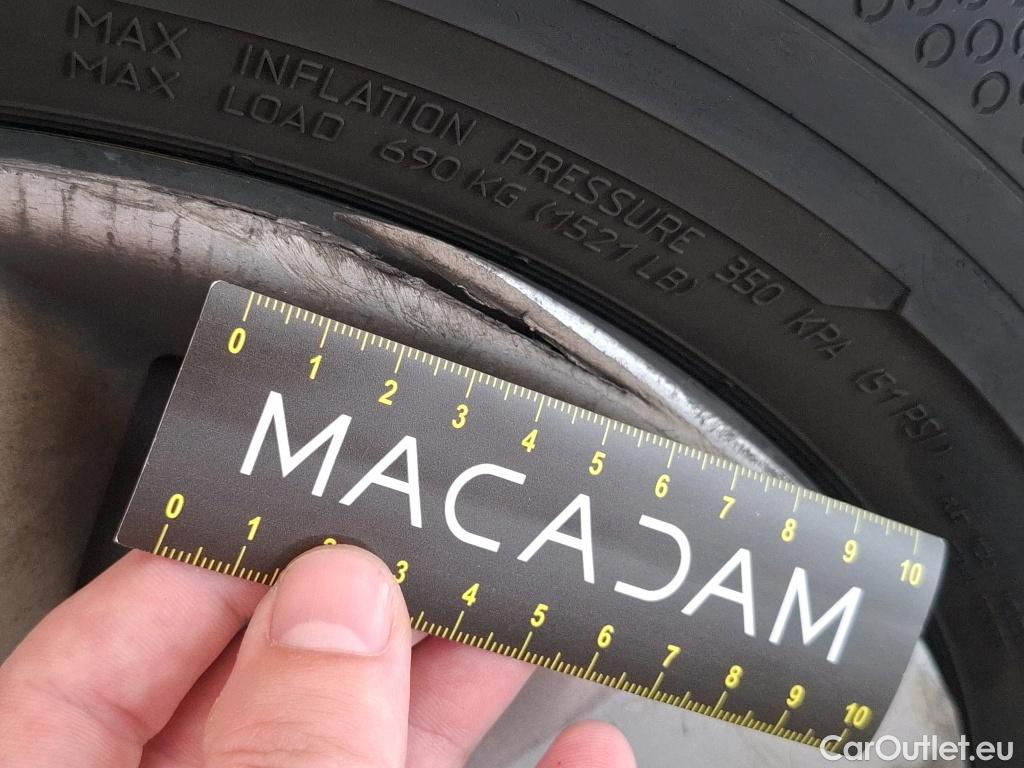 MAX INFLATION PRESSURE 350 KPA (51 PSI)
MAX LOAD 690 KG (1521 LB)
0 1 2 3 4 5 6 7 8 9 10
MACADAM
0 1 2 3 4 5 6 7 8 9 10
CarOutlet.eu